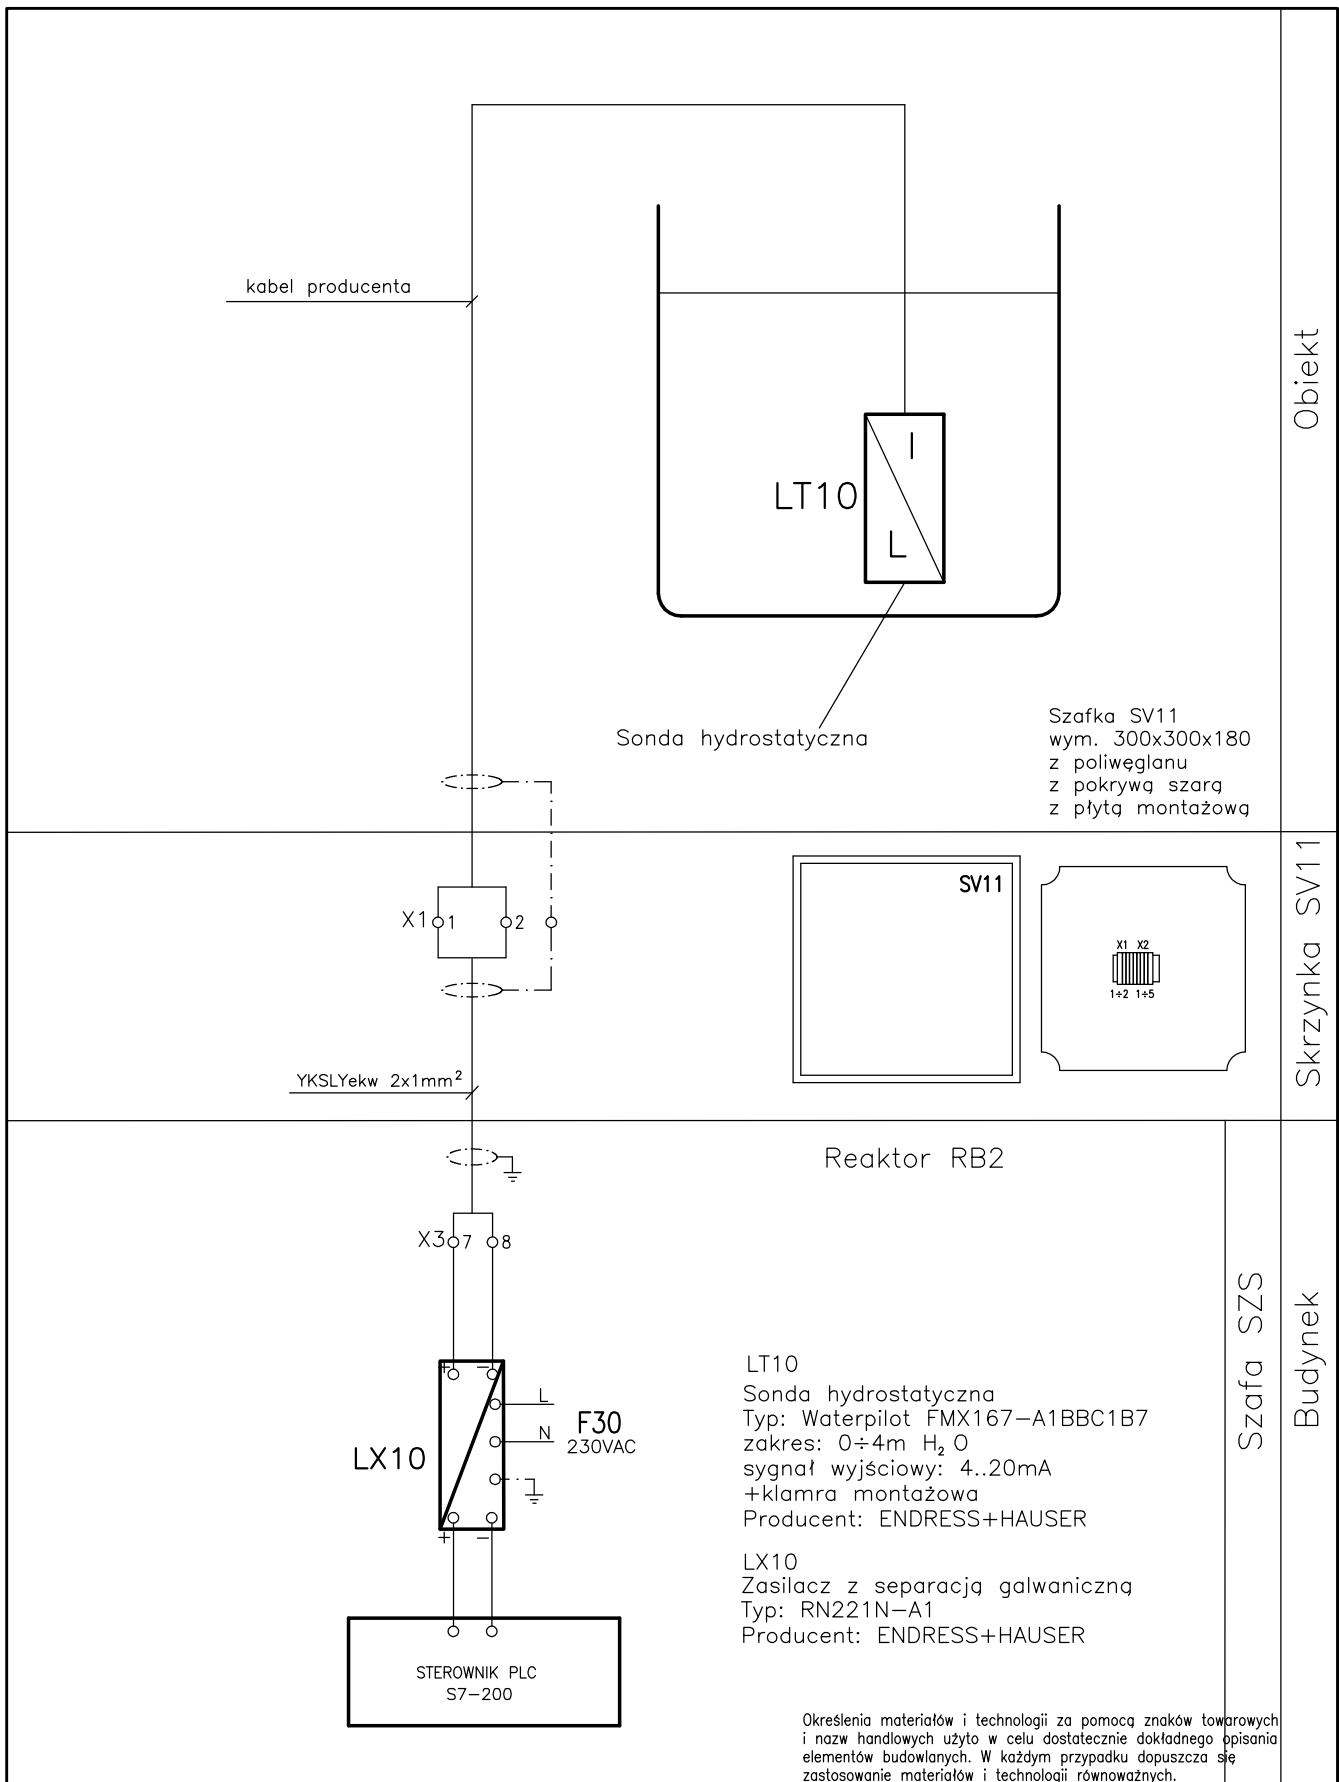 kabel producenta
Obiekt
I
LT10
L
Sonda hydrostatyczna
Szafka SV11
wym. 300x300x180
z poliwęglanu
z pokrywą szarą
z płytą montażową
Skrzynka SV11
SV11
X1 1 2
X1 X2
1÷2 1÷5
YKSLYekw 2x1mm²
Reaktor RB2
X3 7 8
Szafa SZS
Budynek
+ −
L
N
F30
230VAC
LX10
+ −
STEROWNIK PLC
S7−200
LT10
Sonda hydrostatyczna
Typ: Waterpilot FMX167−A1BBC1B7
zakres: 0÷4m H₂O
sygnał wyjściowy: 4..20mA
+klamra montażowa
Producent: ENDRESS+HAUSER
LX10
Zasilacz z separacją galwaniczną
Typ: RN221N−A1
Producent: ENDRESS+HAUSER
Określenia materiałów i technologii za pomocą znaków towarowych
i nazw handlowych użyto w celu dostatecznie dokładnego opisania
elementów budowlanych. W każdym przypadku dopuszcza się
zastosowanie materiałów i technologii równoważnych.